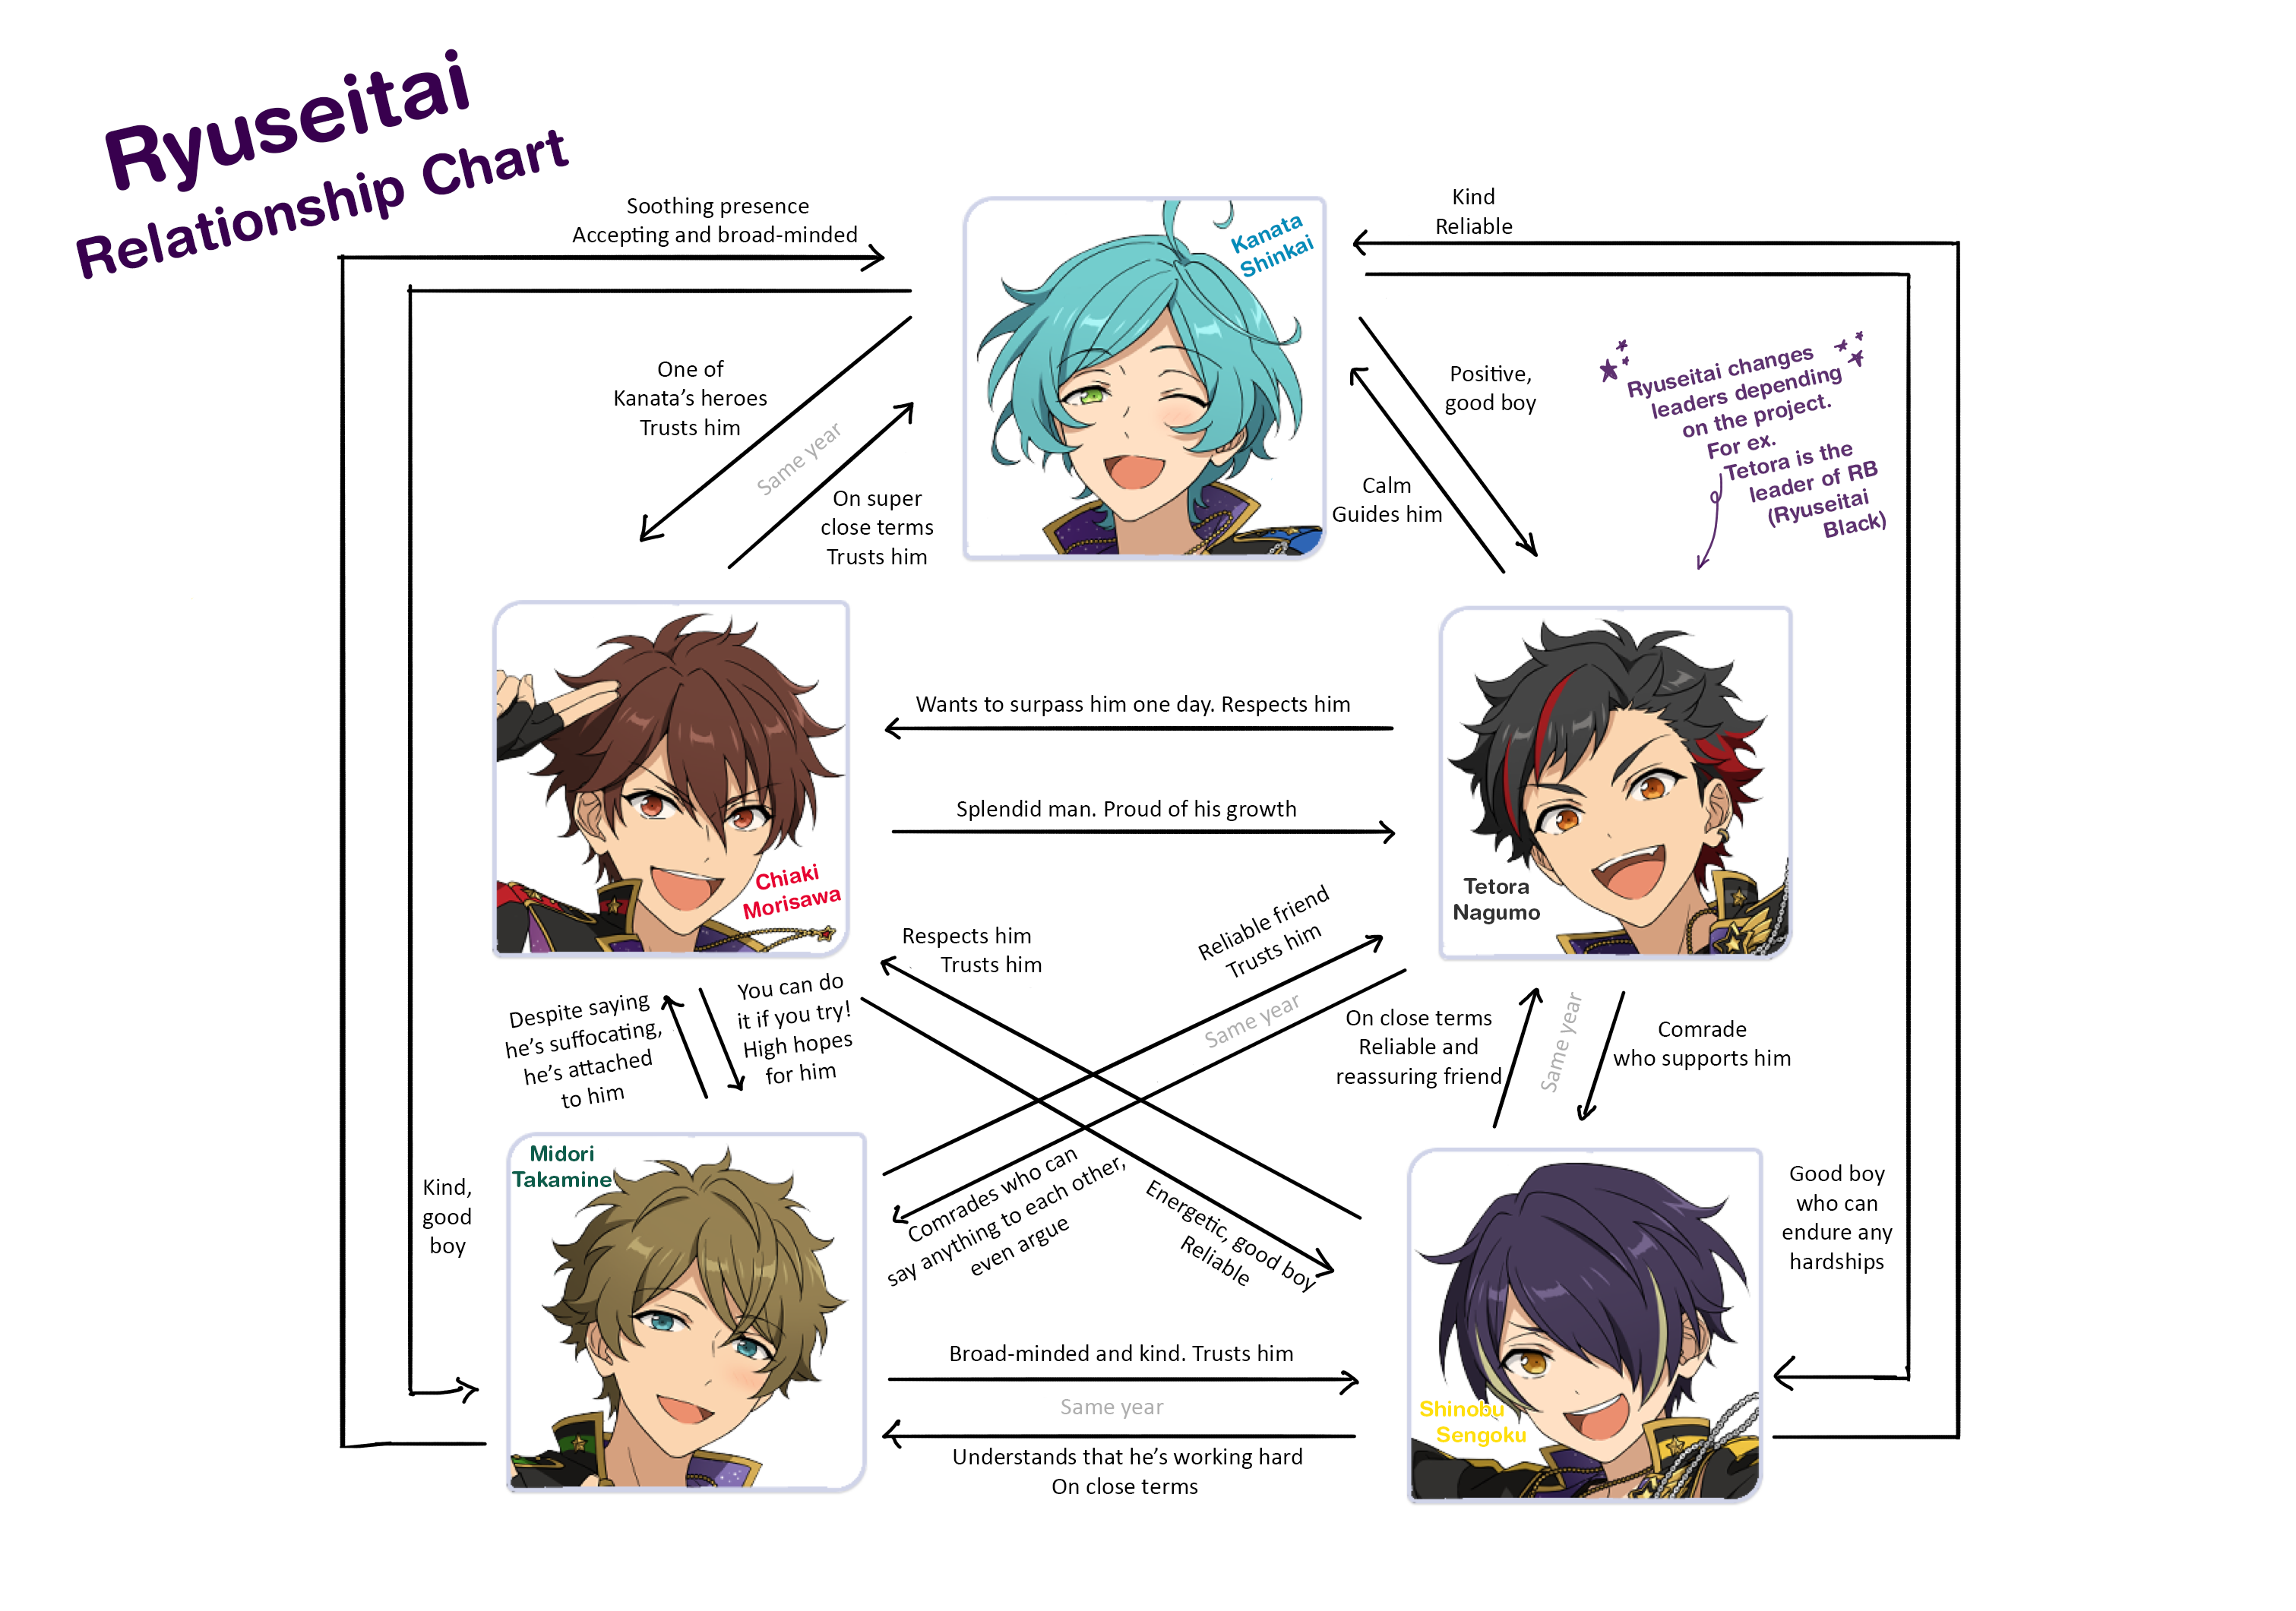 Ryuseitai
Relationship Chart
Soothing presence
Accepting and broad-minded
Kind
Reliable
Kanata
Shinkai
One of
Kanata’s heroes
Trusts him
Same year
On super
close terms
Trusts him
Positive,
good boy
Calm
Guides him
Ryuseitai changes
leaders depending
on the project.
For ex.
Tetora is the
leader of RB
(Ryuseitai
Black)
Wants to surpass him one day. Respects him
Splendid man. Proud of his growth
Chiaki
Morisawa
Tetora
Nagumo
Respects him
Trusts him
Reliable friend
Trusts him
Same year
Despite saying
he’s suffocating,
he’s attached
to him
You can do
it if you try!
High hopes
for him
On close terms
Reliable and
reassuring friend
Same year
Comrade
who supports him
Midori
Takamine
Kind,
good
boy
Comrades who can
say anything to each other,
even argue
Energetic, good boy
Reliable
Good boy
who can
endure any
hardships
Broad-minded and kind. Trusts him
Same year
Understands that he’s working hard
On close terms
Shinobu
Sengoku